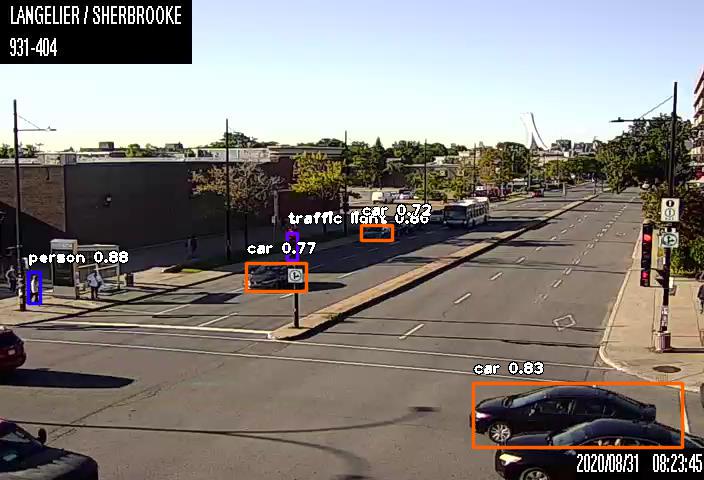 LANGELIER / SHERBROOKE
931-404
car 0.72
traffic light 0.86
car 0.77
person 0.88
car 0.83
2020/08/31 08:23:45